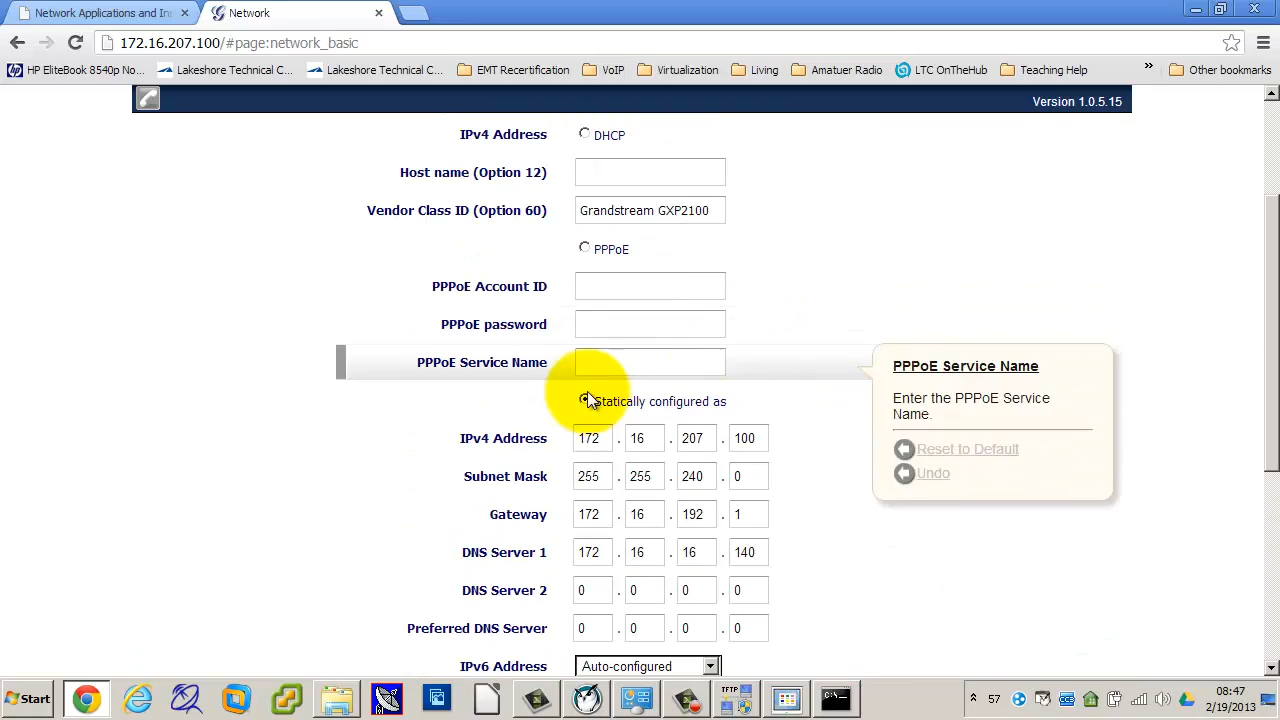 Network Applications and In
Network
172.16.207.100/#page:network_basic
HP EliteBook 8540p No...
Lakeshore Technical C...
Lakeshore Technical C...
EMT Recertification
VoIP
Virtualization
Living
Amatuer Radio
LTC OnTheHub
Teaching Help
»
Other bookmarks
Version 1.0.5.15
IPv4 Address DHCP
Host name (Option 12)
Vendor Class ID (Option 60) Grandstream GXP2100
PPPoE
PPPoE Account ID
PPPoE password
PPPoE Service Name
Statically configured as
IPv4 Address 172 . 16 . 207 . 100
Subnet Mask 255 . 255 . 240 . 0
Gateway 172 . 16 . 192 . 1
DNS Server 1 172 . 16 . 16 . 140
DNS Server 2 0 . 0 . 0 . 0
Preferred DNS Server 0 . 0 . 0 . 0
IPv6 Address Auto-configured
PPPoE Service Name
Enter the PPPoE Service
Name.
Reset to Default
Undo
Start
TFTP
57
08:47
2/19/2013